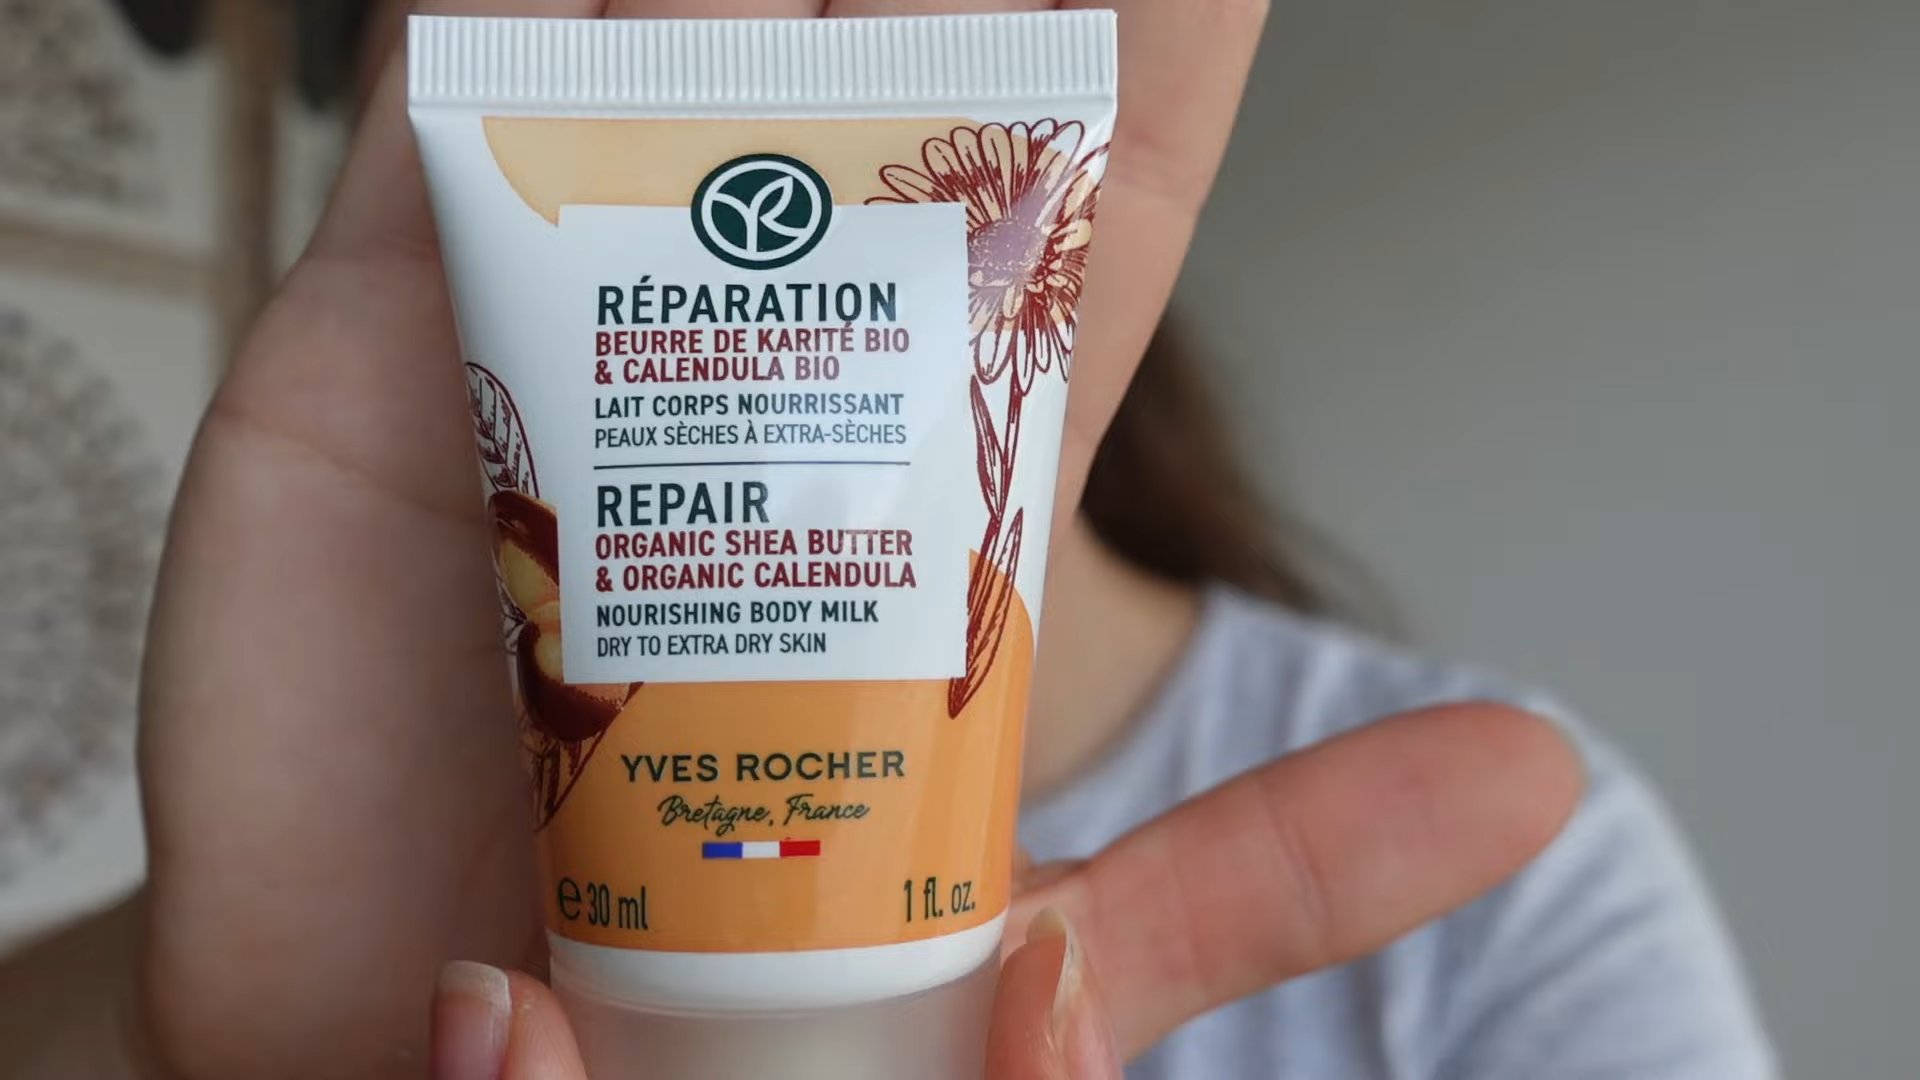 RÉPARATION
BEURRE DE KARITÉ BIO
& CALENDULA BIO
LAIT CORPS NOURRISSANT
PEAUX SÈCHES À EXTRA-SÈCHES
REPAIR
ORGANIC SHEA BUTTER
& ORGANIC CALENDULA
NOURISHING BODY MILK
DRY TO EXTRA DRY SKIN
YVES ROCHER
Bretagne, France
℮ 30 ml 1 fl. oz.